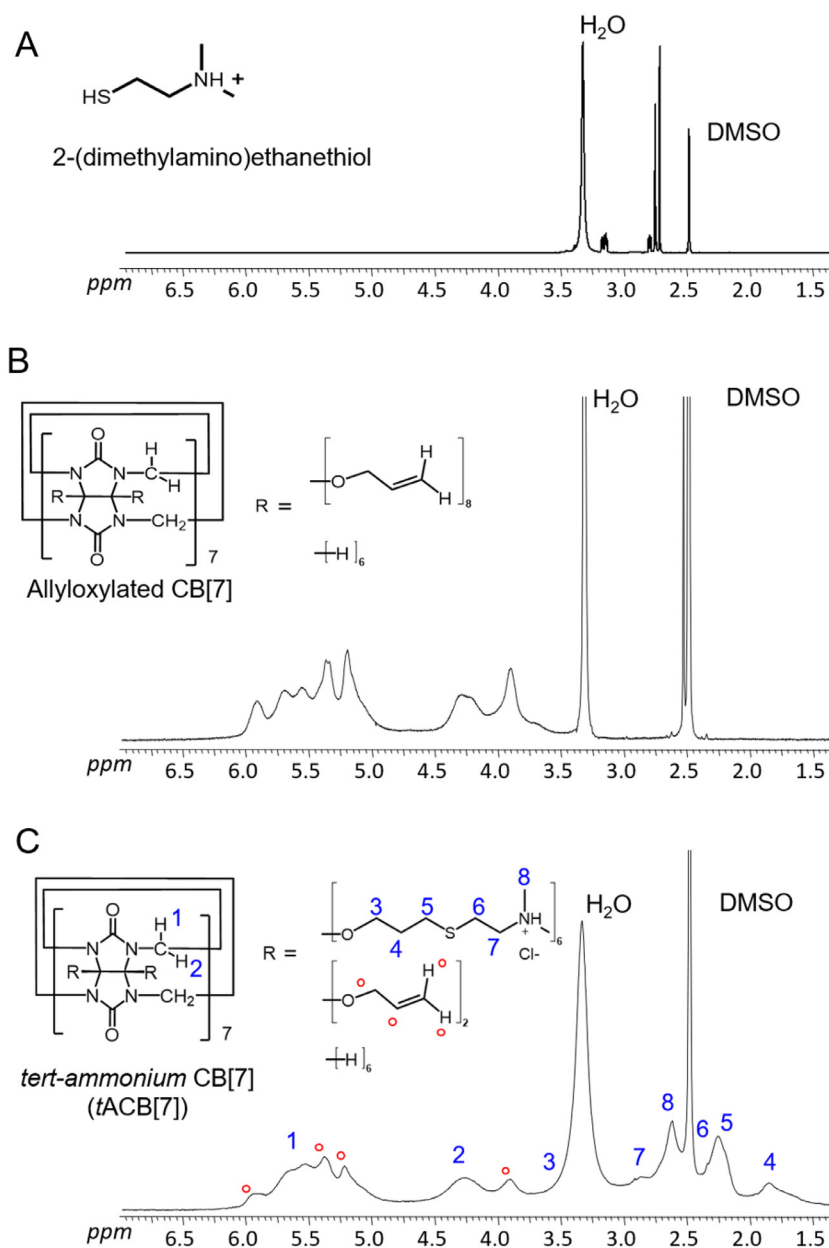 A
H₂O
HS
NH
+
DMSO
2-(dimethylamino)ethanethiol
ppm 6.5 6.0 5.5 5.0 4.5 4.0 3.5 3.0 2.5 2.0 1.5
B
H₂O
DMSO
O
H
N N C H
R R
N N CH₂
O
7
R =
O
H
H
8
H
6
Allyloxylated CB[7]
ppm 6.5 6.0 5.5 5.0 4.5 4.0 3.5 3.0 2.5 2.0 1.5
C
O
H 1
N N C H 2
R R
N N CH₂
O
7
R =
3 5 6 8
O S NH
+
4 7
Cl- 6
O
H
H
2
H
6
H₂O
DMSO
tert-ammonium CB[7]
(tACB[7])
1 2 3 7 8 6 5 4
ppm 6.5 6.0 5.5 5.0 4.5 4.0 3.5 3.0 2.5 2.0 1.5